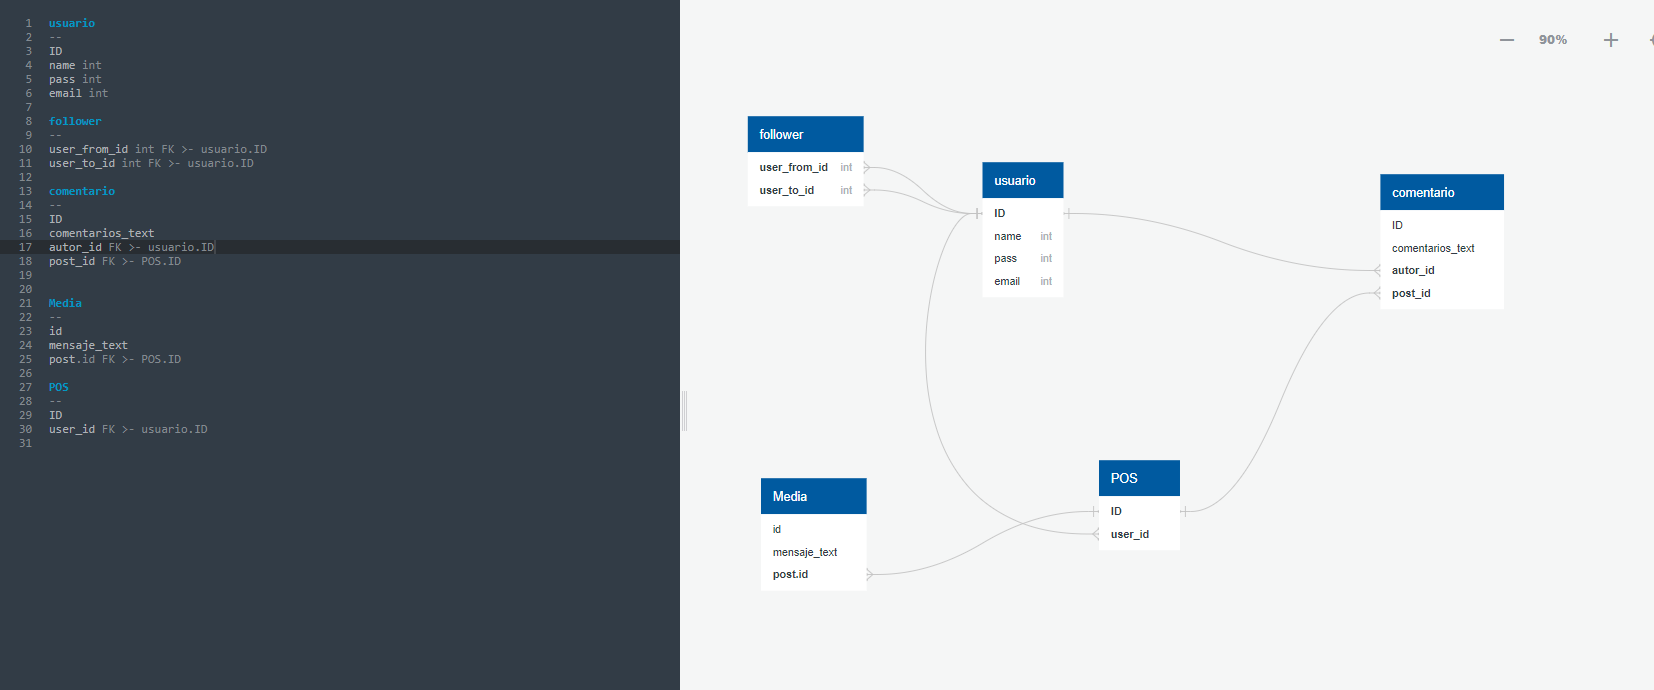 1 usuario
2 --
3 ID
4 name int
5 pass int
6 email int
7
8 follower
9 --
10 user_from_id int FK >- usuario.ID
11 user_to_id int FK >- usuario.ID
12
13 comentario
14 --
15 ID
16 comentarios_text
17 autor_id FK >- usuario.ID
18 post_id FK >- POS.ID
19
20
21 Media
22 --
23 id
24 mensaje_text
25 post.id FK >- POS.ID
26
27 POS
28 --
29 ID
30 user_id FK >- usuario.ID
31
90%
follower
user_from_id int
user_to_id int
usuario
ID
name int
pass int
email int
comentario
ID
comentarios_text
autor_id
post_id
Media
id
mensaje_text
post.id
POS
ID
user_id